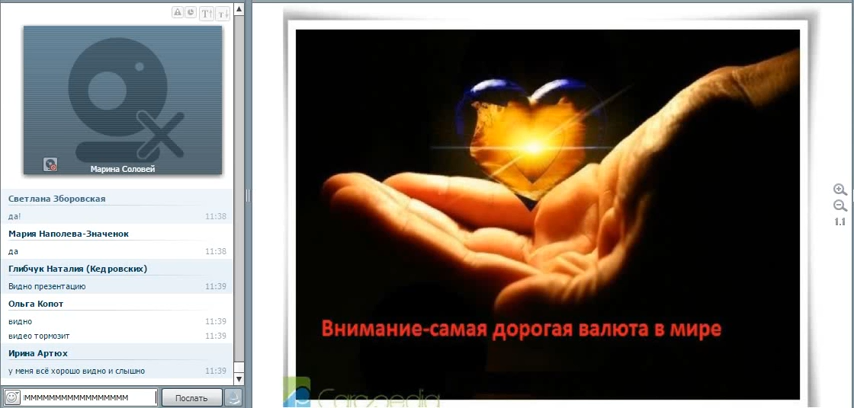 Марина Соловей
Светлана Зборовская
да!
11:38
Мария Наполева-Значенок
да
11:38
Глибчук Наталия (Кедровских)
Видно презентацию
11:39
Ольга Копот
видно
11:39
видео тормозит
11:39
Ирина Артюх
у меня всё хорошо видно и слышно
11:39
Послать
Внимание-самая дорогая валюта в мире
1:1